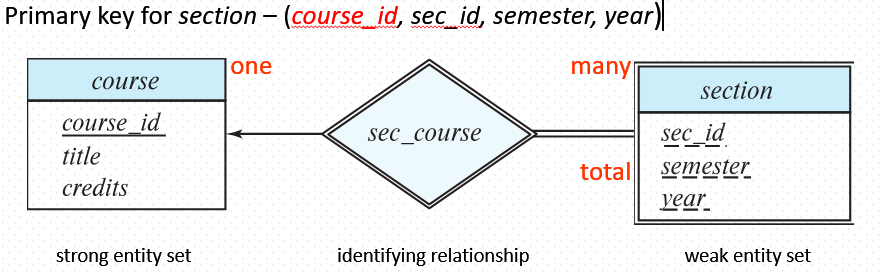 Primary key for section – (course_id, sec_id, semester, year)
one
many
course
section
course_id
sec_course
sec_id
title
total
semester
credits
year
strong entity set
identifying relationship
weak entity set